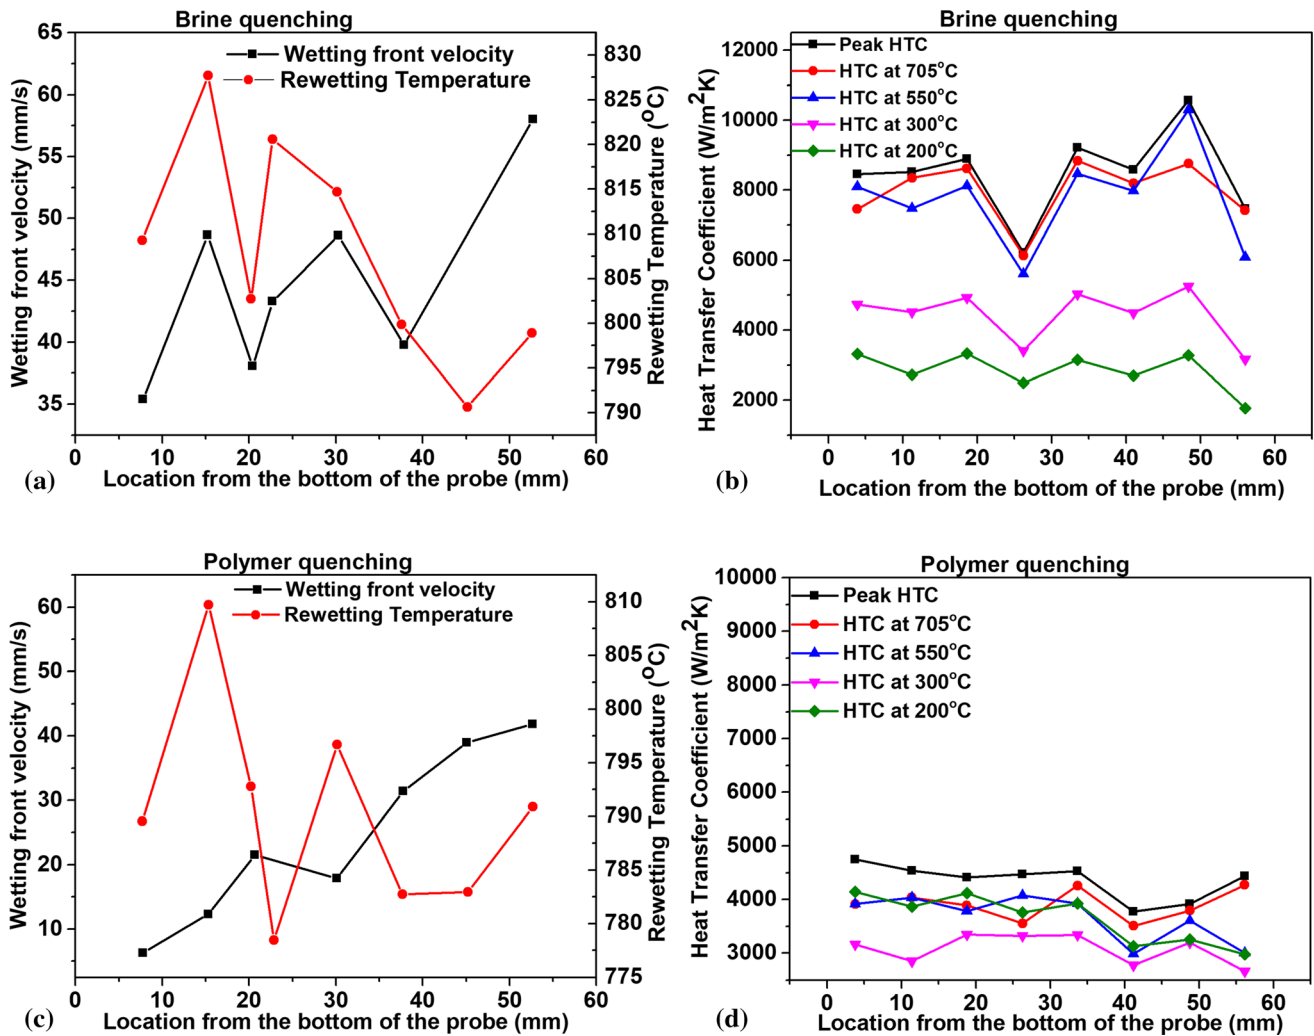 Brine quenching
Wetting front velocity
Rewetting Temperature
65
60
55
50
45
40
35
Wetting front velocity (mm/s)
830
825
820
815
810
805
800
795
790
Rewetting Temperature (°C)
0 10 20 30 40 50 60
Location from the bottom of the probe (mm)
(a)
Brine quenching
Peak HTC
HTC at 705°C
HTC at 550°C
HTC at 300°C
HTC at 200°C
12000
10000
8000
6000
4000
2000
Heat Transfer Coefficient (W/m²K)
0 10 20 30 40 50 60
Location from the bottom of the probe (mm)
(b)
Polymer quenching
Wetting front velocity
Rewetting Temperature
60
50
40
30
20
10
Wetting front velocity (mm/s)
810
805
800
795
790
785
780
775
Rewetting Temperature (°C)
0 10 20 30 40 50 60
Location from the bottom of the probe (mm)
(c)
Polymer quenching
Peak HTC
HTC at 705°C
HTC at 550°C
HTC at 300°C
HTC at 200°C
10000
9000
8000
7000
6000
5000
4000
3000
Heat Transfer Coefficient (W/m²K)
0 10 20 30 40 50 60
Location from the bottom of the probe (mm)
(d)